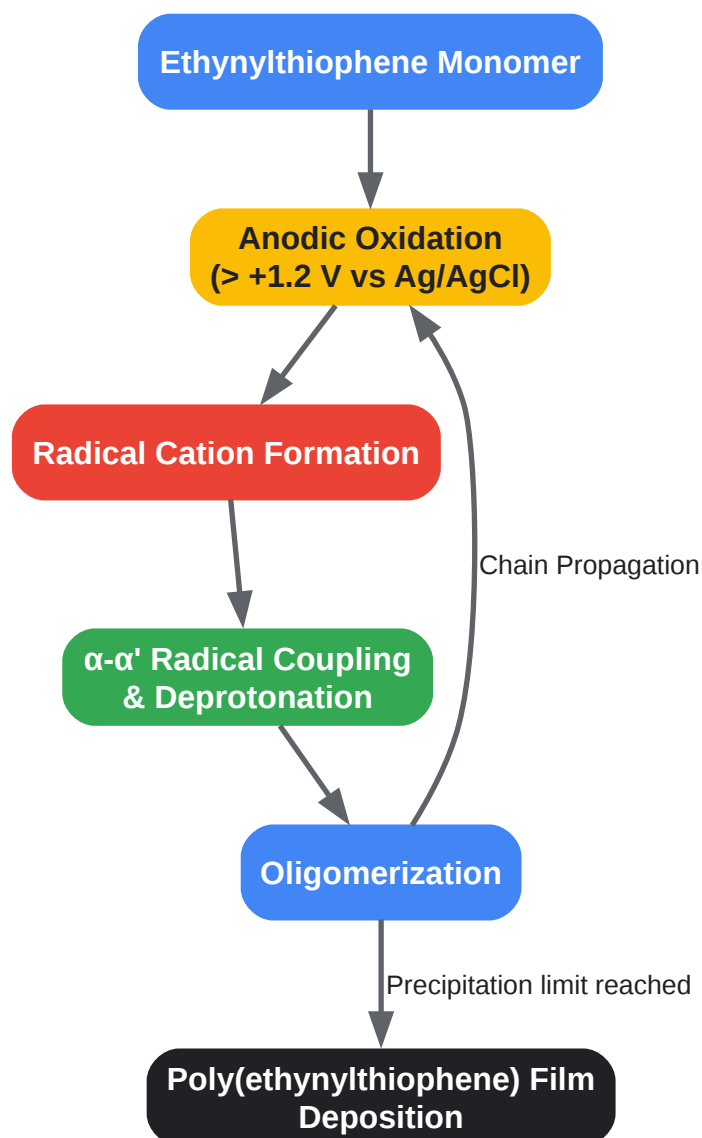 Ethynylthiophene Monomer
Anodic Oxidation
(> +1.2 V vs Ag/AgCl)
Radical Cation Formation
Chain Propagation
α-α' Radical Coupling
& Deprotonation
Oligomerization
Precipitation limit reached
Poly(ethynylthiophene) Film
Deposition